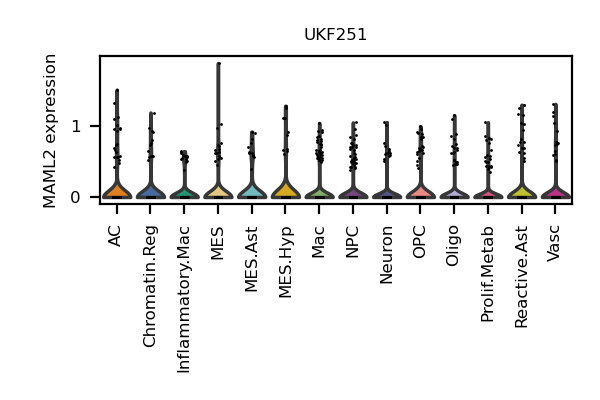 UKF251
MAML2 expression
1
0
AC
Chromatin.Reg
Inflammatory.Mac
MES
MES.Ast
MES.Hyp
Mac
NPC
Neuron
OPC
Oligo
Prolif.Metab
Reactive.Ast
Vasc